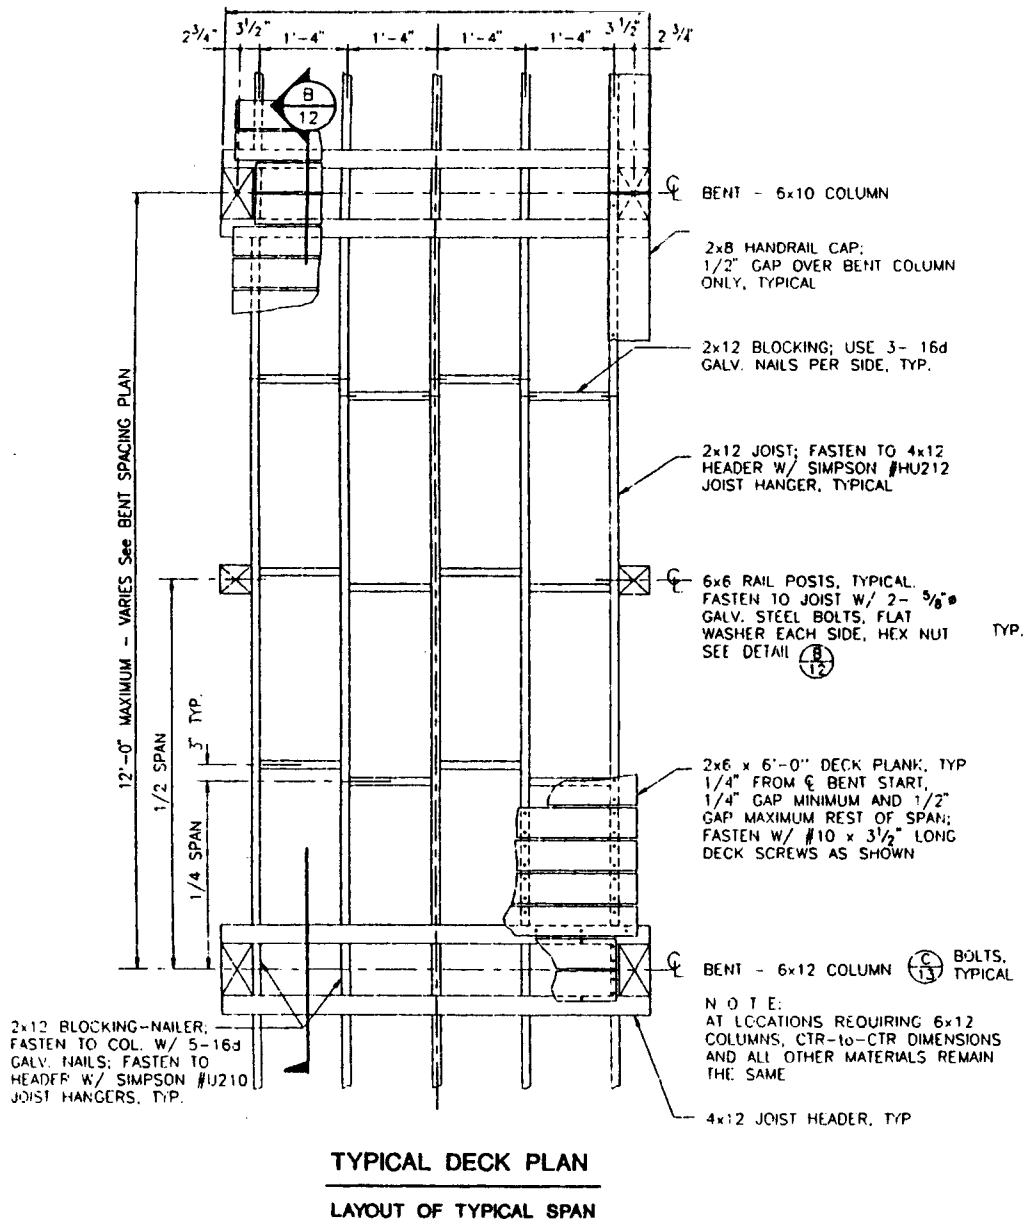 2 3/4" 3 1/2" 1'-4" 1'-4" 1'-4" 1'-4" 3 1/2" 2 3/4"
B
12
℄ BENT - 6x10 COLUMN
2x8 HANDRAIL CAP;
1/2" GAP OVER BENT COLUMN
ONLY, TYPICAL
2x12 BLOCKING; USE 3- 16d
GALV. NAILS PER SIDE, TYP.
2x12 JOIST; FASTEN TO 4x12
HEADER W/ SIMPSON #HU212
JOIST HANGER, TYPICAL
12'-0" MAXIMUM - VARIES See BENT SPACING PLAN
1/2 SPAN
3" TYP.
1/4 SPAN
℄ 6x6 RAIL POSTS, TYPICAL.
FASTEN TO JOIST W/ 2- 5/8"ø
GALV. STEEL BOLTS, FLAT
WASHER EACH SIDE, HEX NUT TYP.
SEE DETAIL B
12
2x6 x 6'-0" DECK PLANK, TYP
1/4" FROM ℄ BENT START,
1/4" GAP MINIMUM AND 1/2"
GAP MAXIMUM REST OF SPAN;
FASTEN W/ #10 x 3 1/2" LONG
DECK SCREWS AS SHOWN
℄ BENT - 6x12 COLUMN C
13
BOLTS,
TYPICAL
NOTE:
AT LOCATIONS REQUIRING 6x12
COLUMNS, CTR-to-CTR DIMENSIONS
AND ALL OTHER MATERIALS REMAIN
THE SAME
2x12 BLOCKING-NAILER;
FASTEN TO COL. W/ 5-16d
GALV. NAILS; FASTEN TO
HEADER W/ SIMPSON #U210
JOIST HANGERS, TYP.
4x12 JOIST HEADER, TYP
TYPICAL DECK PLAN
LAYOUT OF TYPICAL SPAN